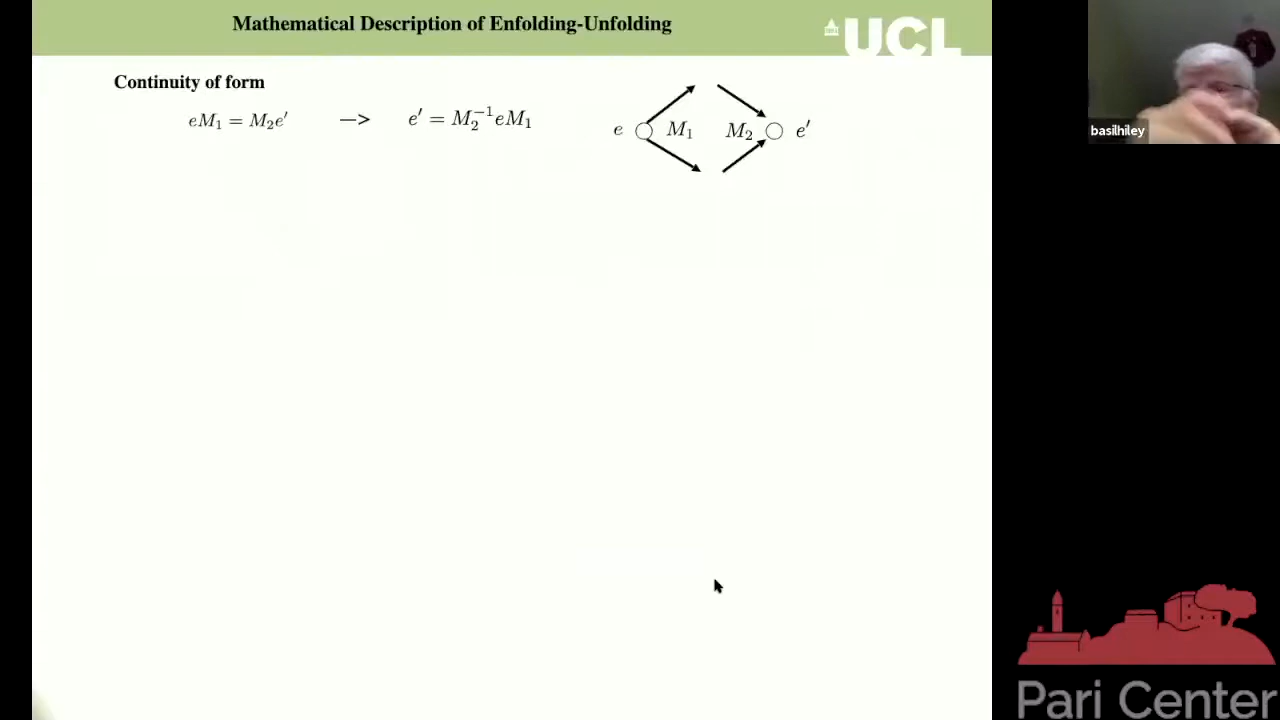 Mathematical Description of Enfolding-Unfolding
UCL
Continuity of form
eM₁ = M₂e′ —> e′ = M₂⁻¹eM₁
e M₁ M₂ e′
basilhiley
Pari Center